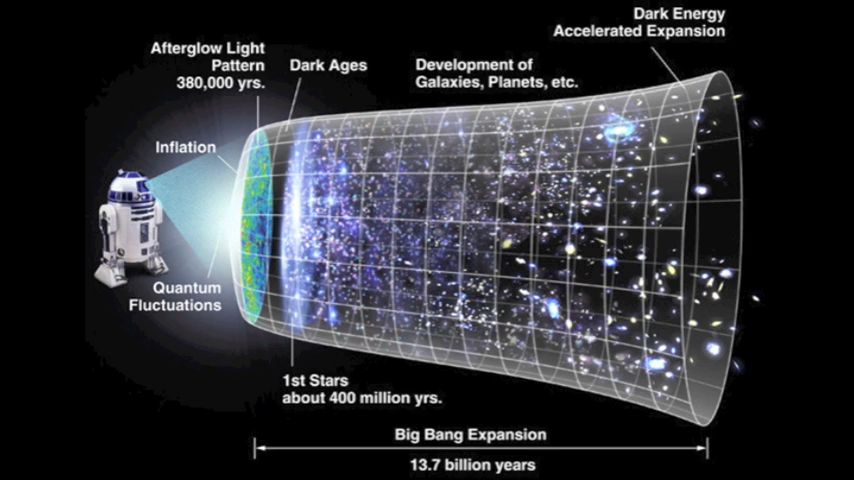 Dark Energy
Accelerated Expansion
Afterglow Light
Pattern
380,000 yrs.
Dark Ages
Development of
Galaxies, Planets, etc.
Inflation
Quantum
Fluctuations
1st Stars
about 400 million yrs.
Big Bang Expansion
13.7 billion years